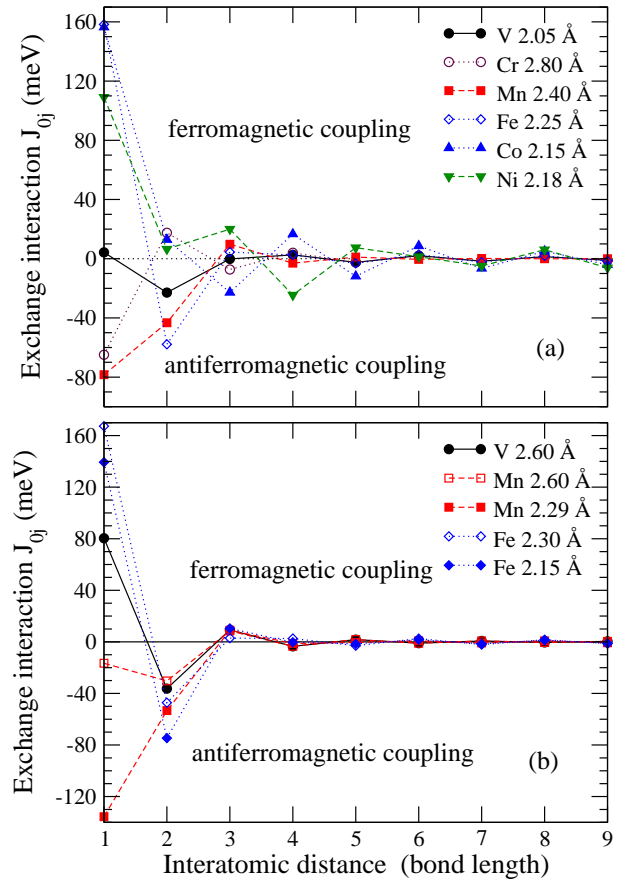 160
120
80
40
0
-40
-80
Exchange interaction J0j (meV)
V 2.05 Å
Cr 2.80 Å
Mn 2.40 Å
Fe 2.25 Å
Co 2.15 Å
Ni 2.18 Å
ferromagnetic coupling
antiferromagnetic coupling
(a)
160
120
80
40
0
-40
-80
-120
Exchange interaction J0j (meV)
V 2.60 Å
Mn 2.60 Å
Mn 2.29 Å
Fe 2.30 Å
Fe 2.15 Å
ferromagnetic coupling
antiferromagnetic coupling
(b)
1 2 3 4 5 6 7 8 9
Interatomic distance (bond length)